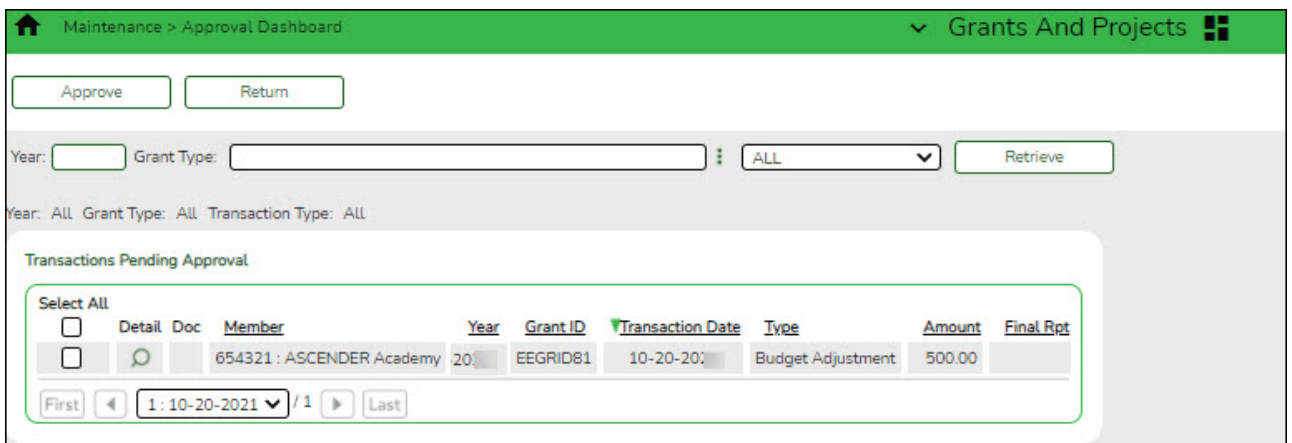 Maintenance > Approval Dashboard Grants And Projects
Approve Return
Year: Grant Type: ALL Retrieve
Year: All Grant Type: All Transaction Type: All
Transactions Pending Approval
Select All
Detail Doc Member Year Grant ID Transaction Date Type Amount Final Rpt
654321 : ASCENDER Academy EEGRID81 Budget Adjustment 500.00
First 1 : 10-20-2021 / 1 Last